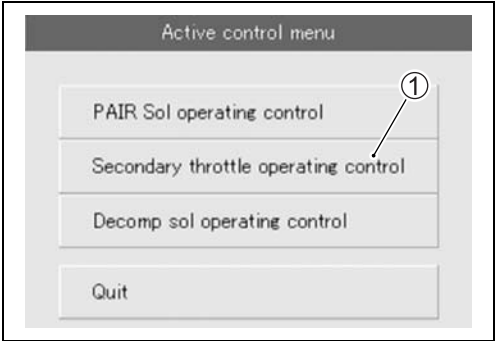 Active control menu
①
PAIR Sol operating control
Secondary throttle operating control
Decomp sol operating control
Quit